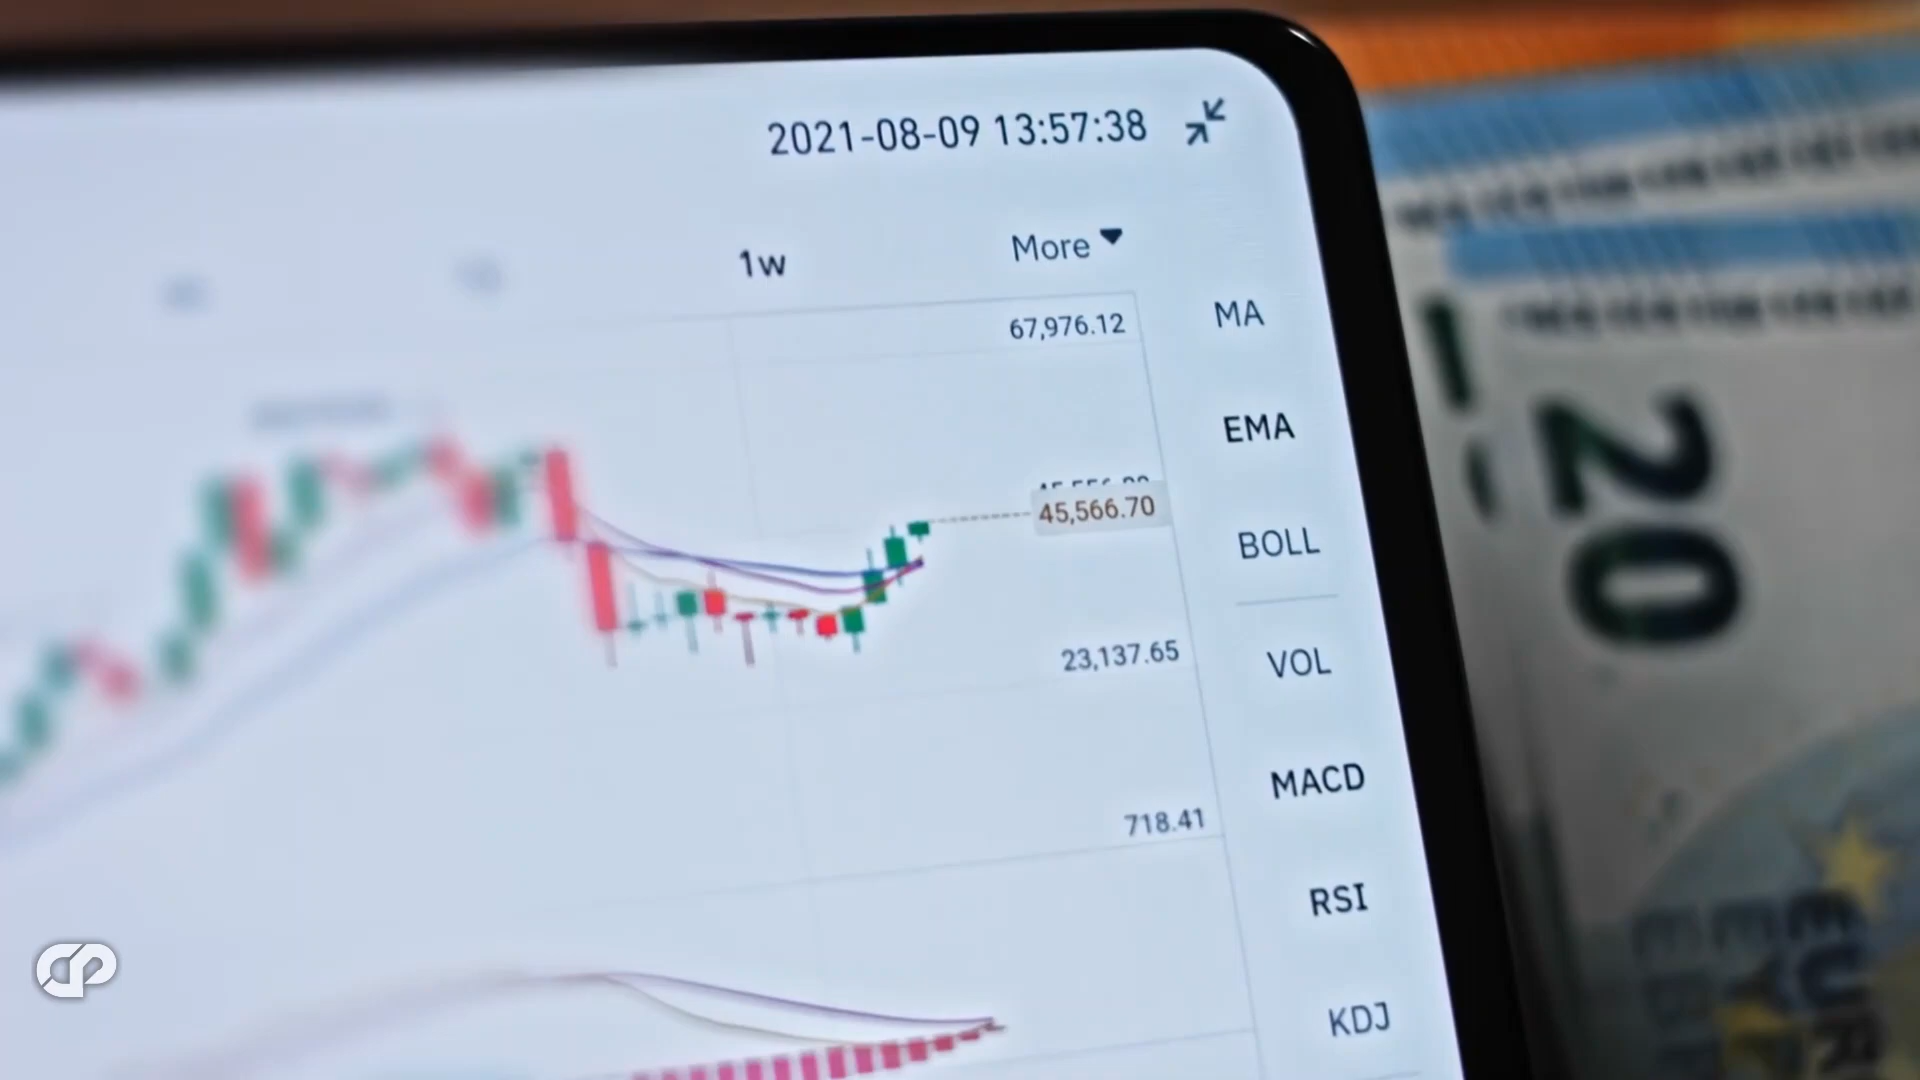 2021-08-09 13:57:38
1w
More
67,976.12
MA
EMA
45,566.70
BOLL
23,137.65
VOL
MACD
718.41
RSI
KDJ
20
EUR